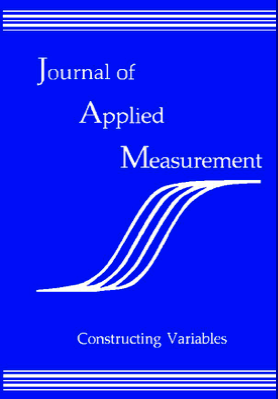 Journal of
Applied
Measurement
Constructing Variables